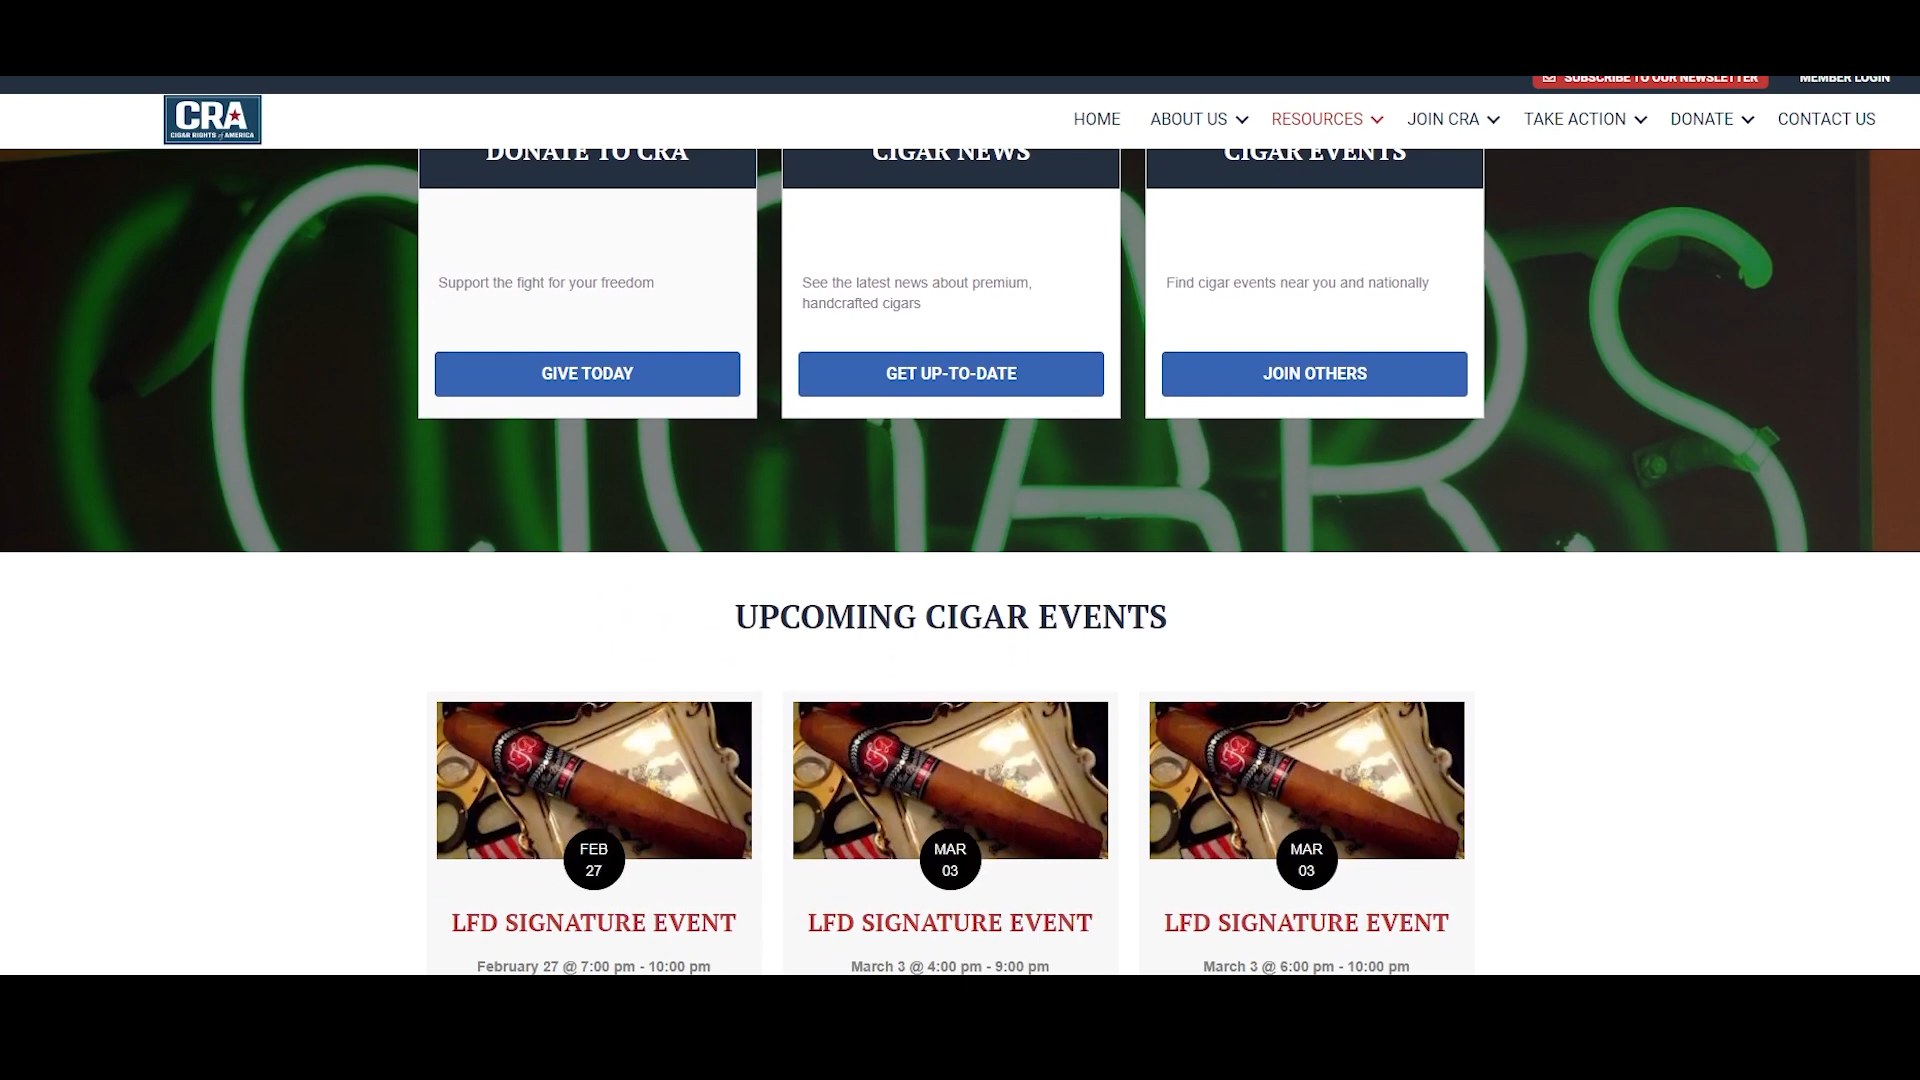 SUBSCRIBE TO OUR NEWSLETTER
MEMBER LOGIN
CRA
CIGAR RIGHTS of AMERICA
HOME
ABOUT US
RESOURCES
JOIN CRA
TAKE ACTION
DONATE
CONTACT US
DONATE TO CRA
CIGAR NEWS
CIGAR EVENTS
Support the fight for your freedom
See the latest news about premium,
handcrafted cigars
Find cigar events near you and nationally
GIVE TODAY
GET UP-TO-DATE
JOIN OTHERS
CIGARS
UPCOMING CIGAR EVENTS
FEB
27
MAR
03
MAR
03
LFD SIGNATURE EVENT
LFD SIGNATURE EVENT
LFD SIGNATURE EVENT
February 27 @ 7:00 pm - 10:00 pm
March 3 @ 4:00 pm - 9:00 pm
March 3 @ 6:00 pm - 10:00 pm